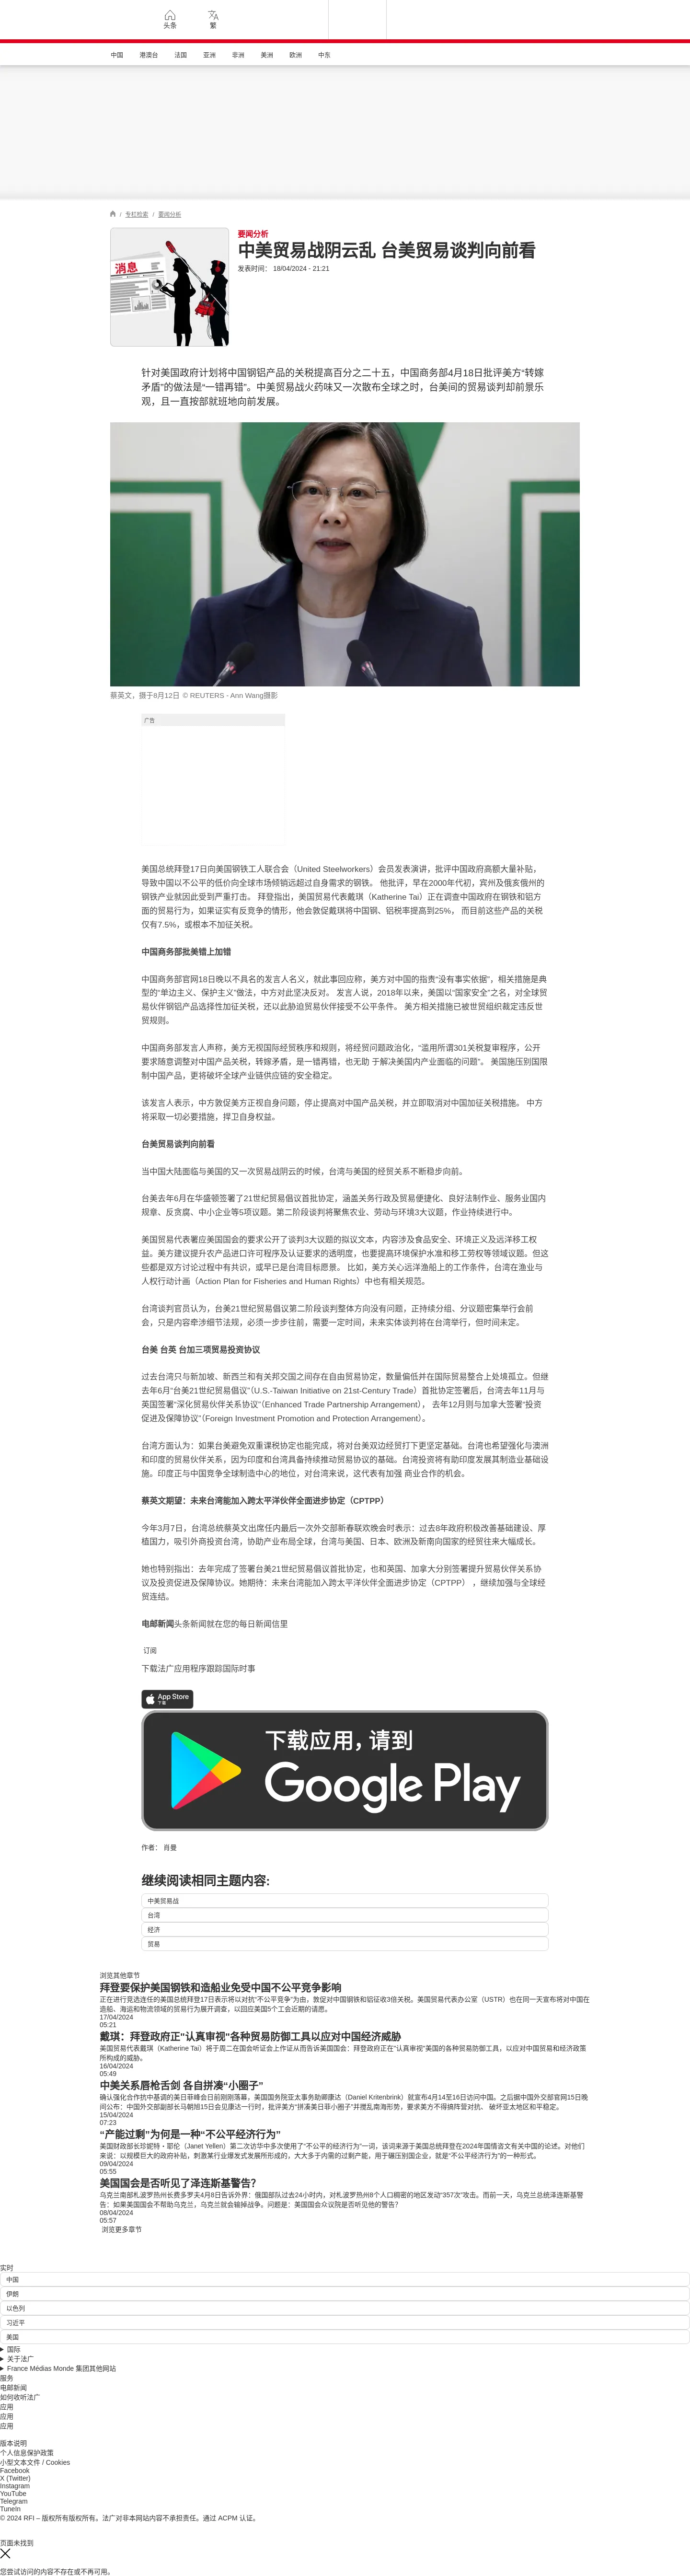 头条
繁
中国
港澳台
法国
亚洲
非洲
美洲
欧洲
中东
/ 专栏检索 / 要闻分析
消息
要闻分析
中美贸易战阴云乱 台美贸易谈判向前看
发表时间： 18/04/2024 - 21:21
针对美国政府计划将中国钢铝产品的关税提高百分之二十五，中国商务部4月18日批评美方“转嫁
矛盾”的做法是“一错再错”。中美贸易战火药味又一次散布全球之时，台美间的贸易谈判却前景乐
观，且一直按部就班地向前发展。
蔡英文，摄于8月12日 © REUTERS - Ann Wang摄影
广告
美国总统拜登17日向美国钢铁工人联合会（United Steelworkers）会员发表演讲，批评中国政府高额大量补贴，
导致中国以不公平的低价向全球市场倾销远超过自身需求的钢铁。 他批评，早在2000年代初，宾州及俄亥俄州的
钢铁产业就因此受到严重打击。 拜登指出，美国贸易代表戴琪（Katherine Tai）正在调查中国政府在钢铁和铝方
面的贸易行为，如果证实有反竞争的情形，他会敦促戴琪将中国钢、铝税率提高到25%， 而目前这些产品的关税
仅有7.5%，或根本不加征关税。
中国商务部批美错上加错
中国商务部官网18日晚以不具名的发言人名义，就此事回应称，美方对中国的指责“没有事实依据”，相关措施是典
型的“单边主义、保护主义”做法，中方对此坚决反对。 发言人说，2018年以来，美国以“国家安全”之名，对全球贸
易伙伴钢铝产品选择性加征关税，还以此胁迫贸易伙伴接受不公平条件。 美方相关措施已被世贸组织裁定违反世
贸规则。
中国商务部发言人声称，美方无视国际经贸秩序和规则，将经贸问题政治化，“滥用所谓301关税复审程序，公开
要求随意调整对中国产品关税，转嫁矛盾，是一错再错，也无助 于解决美国内产业面临的问题”。 美国施压别国限
制中国产品，更将破坏全球产业链供应链的安全稳定。
该发言人表示，中方敦促美方正视自身问题，停止提高对中国产品关税，并立即取消对中国加征关税措施。 中方
将采取一切必要措施，捍卫自身权益。
台美贸易谈判向前看
当中国大陆面临与美国的又一次贸易战阴云的时候，台湾与美国的经贸关系不断稳步向前。
台美去年6月在华盛顿签署了21世纪贸易倡议首批协定，涵盖关务行政及贸易便捷化、良好法制作业、服务业国内
规章、反贪腐、中小企业等5项议题。第二阶段谈判将聚焦农业、劳动与环境3大议题，作业持续进行中。
美国贸易代表署应美国国会的要求公开了谈判3大议题的拟议文本，内容涉及食品安全、环境正义及远洋移工权
益。美方建议提升农产品进口许可程序及认证要求的透明度，也要提高环境保护水准和移工劳权等领域议题。但这
些都是双方讨论过程中有共识，或早已是台湾目标愿景。 比如，美方关心远洋渔船上的工作条件，台湾在渔业与
人权行动计画（Action Plan for Fisheries and Human Rights）中也有相关规范。
台湾谈判官员认为，台美21世纪贸易倡议第二阶段谈判整体方向没有问题，正持续分组、分议题密集举行会前
会，只是内容牵涉细节法规，必须一步步往前，需要一定时间，未来实体谈判将在台湾举行，但时间未定。
台美 台英 台加三项贸易投资协议
过去台湾只与加坡、新西兰和有关邦交国之间存在自由贸易协定，数量偏低并在国际贸易整合上处境孤立。但继
去年6月“台美21世纪贸易倡议”（U.S.-Taiwan Initiative on 21st-Century Trade）首批协定签署后，台湾去年11月与
英国签署“深化贸易伙伴关系协议”（Enhanced Trade Partnership Arrangement）， 去年12月则与加拿大签署“投资
促进及保障协议”（Foreign Investment Promotion and Protection Arrangement）。
台湾方面认为：如果台美避免双重课税协定也能完成，将对台美双边经贸打下更坚定基础。台湾也希望强化与澳洲
和印度的贸易伙伴关系，因为印度和台湾具备持续推动贸易协议的基础。台湾投资将有助印度发展其制造业基础设
施。印度正与中国竞争全球制造中心的地位，对台湾来说，这代表有加强 商业合作的机会。
蔡英文期望：未来台湾能加入跨太平洋伙伴全面进步协定（CPTPP）
今年3月7日，台湾总统蔡英文出席任内最后一次外交部新春联欢晚会时表示：过去8年政府积极改善基础建设、厚
植国力，吸引外商投资台湾，协助产业布局全球，台湾与美国、日本、欧洲及新南向国家的经贸往来大幅成长。
她也特别指出：去年完成了签署台美21世纪贸易倡议首批协定，也和英国、加拿大分别签署提升贸易伙伴关系协
议及投资促进及保障协议。她期待：未来台湾能加入跨太平洋伙伴全面进步协定（CPTPP） ，继续加强与全球经
贸连结。
电邮新闻头条新闻就在您的每日新闻信里
订阅
下载法广应用程序跟踪国际时事
App Store
下载
下载应用，请到
Google Play
作者： 肖曼
继续阅读相同主题内容:
中美贸易战
台湾
经济
贸易
浏览其他章节
拜登要保护美国钢铁和造船业免受中国不公平竞争影响
正在进行竞选连任的美国总统拜登17日表示将以对抗"不公平竞争"为由，敦促对中国钢铁和铝征收3倍关税。美国贸易代表办公室（USTR）也在同一天宣布将对中国在
造船、海运和物流领域的贸易行为展开调查，以回应美国5个工会近期的请愿。
17/04/2024
05:21
戴琪：拜登政府正"认真审视"各种贸易防御工具以应对中国经济威胁
美国贸易代表戴琪（Katherine Tai）将于周二在国会听证会上作证从而告诉美国国会：拜登政府正在"认真审视"美国的各种贸易防御工具，以应对中国贸易和经济政策
所构成的威胁。
16/04/2024
05:49
中美关系唇枪舌剑 各自拼凑“小圈子”
确认强化合作抗中基调的美日菲峰会日前刚刚落幕，美国国务院亚太事务助卿康达（Daniel Kritenbrink）就宣布4月14至16日访问中国。之后据中国外交部官网15日晚
间公布：中国外交部副部长马朝旭15日会见康达一行时，批评美方“拼凑美日菲小圈子”并搅乱南海形势，要求美方不得搞阵营对抗、 破坏亚太地区和平稳定。
15/04/2024
07:23
“产能过剩”为何是一种“不公平经济行为”
美国财政部长珍妮特・耶伦（Janet Yellen）第二次访华中多次使用了“不公平的经济行为”一词，该词来源于美国总统拜登在2024年国情咨文有关中国的论述。对他们
来说：以规模巨大的政府补贴，刺激某行业爆发式发展所形成的，大大多于内需的过剩产能，用于碾压别国企业，就是“不公平经济行为”的一种形式。
09/04/2024
05:55
美国国会是否听见了泽连斯基警告？
乌克兰南部札波罗热州长费多罗夫4月8日告诉外界：俄国部队过去24小时内，对札波罗热州8个人口稠密的地区发动“357次”攻击。而前一天，乌克兰总统泽连斯基警
告：如果美国国会不帮助乌克兰，乌克兰就会输掉战争。问题是：美国国会众议院是否听见他的警告？
08/04/2024
05:57
浏览更多章节
实时
中国
伊朗
以色列
习近平
美国
国际
关于法广
France Médias Monde 集团其他网站
服务
电邮新闻
如何收听法广
应用
应用
应用
版本说明
个人信息保护政策
小型文本文件 / Cookies
Facebook
X (Twitter)
Instagram
YouTube
Telegram
TuneIn
© 2024 RFI – 版权所有版权所有。法广对非本网站内容不承担责任。通过 ACPM 认证。
页面未找到
您尝试访问的内容不存在或不再可用。